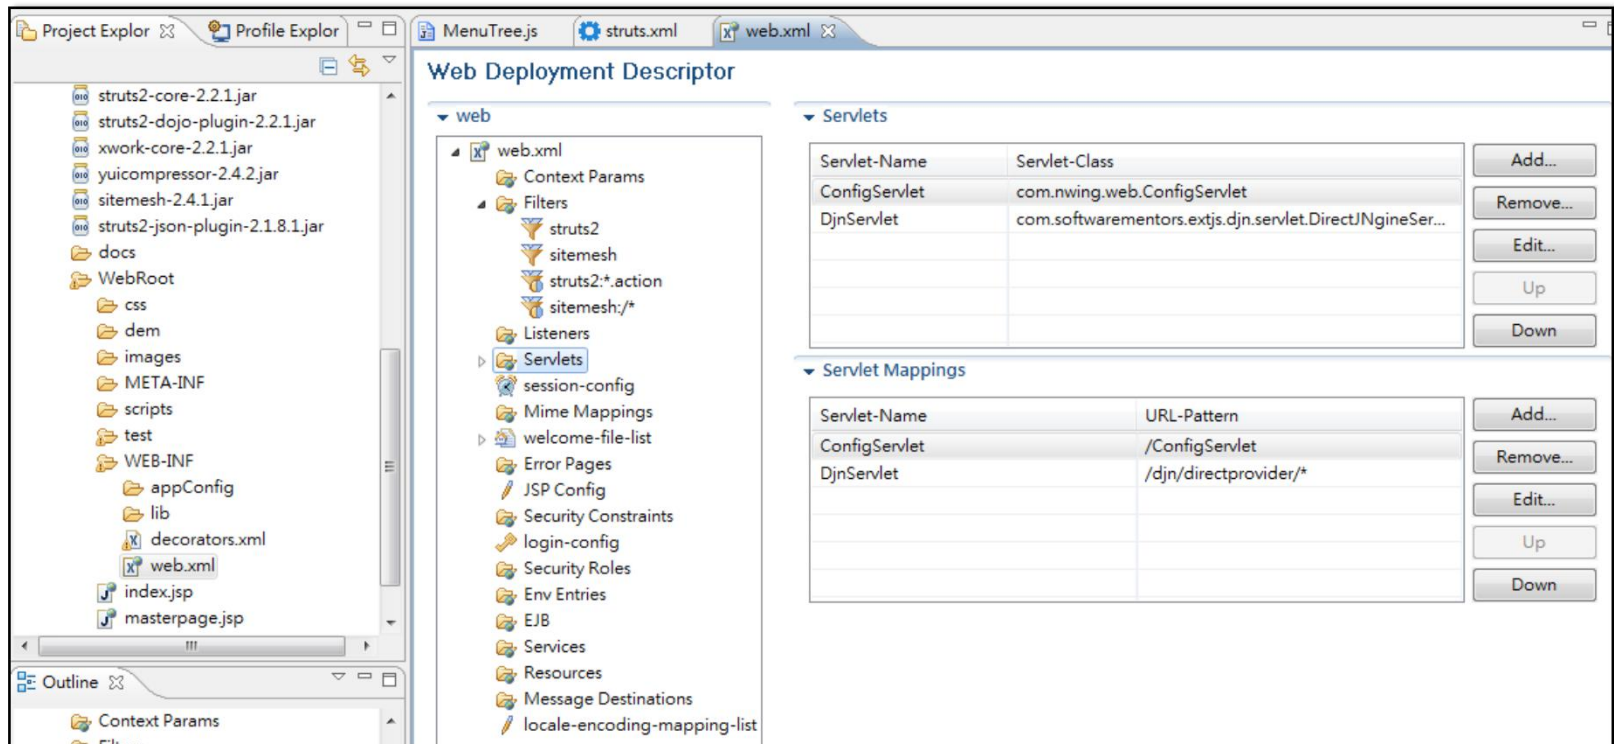 Project Explor
Profile Explor
struts2-core-2.2.1.jar
struts2-dojo-plugin-2.2.1.jar
xwork-core-2.2.1.jar
yuicompressor-2.4.2.jar
sitemesh-2.4.1.jar
struts2-json-plugin-2.1.8.1.jar
docs
WebRoot
css
dem
images
META-INF
scripts
test
WEB-INF
appConfig
lib
decorators.xml
web.xml
index.jsp
masterpage.jsp
Outline
Context Params
MenuTree.js
struts.xml
web.xml
Web Deployment Descriptor
web
web.xml
Context Params
Filters
struts2
sitemesh
struts2:*.action
sitemesh:/*
Listeners
Servlets
session-config
Mime Mappings
welcome-file-list
Error Pages
JSP Config
Security Constraints
login-config
Security Roles
Env Entries
EJB
Services
Resources
Message Destinations
locale-encoding-mapping-list
Servlets
Servlet-Name Servlet-Class
ConfigServlet com.nwing.web.ConfigServlet
DjnServlet com.softwarementors.extjs.djn.servlet.DirectJNgineSer...
Add...
Remove...
Edit...
Up
Down
Servlet Mappings
Servlet-Name URL-Pattern
ConfigServlet /ConfigServlet
DjnServlet /djn/directprovider/*
Add...
Remove...
Edit...
Up
Down